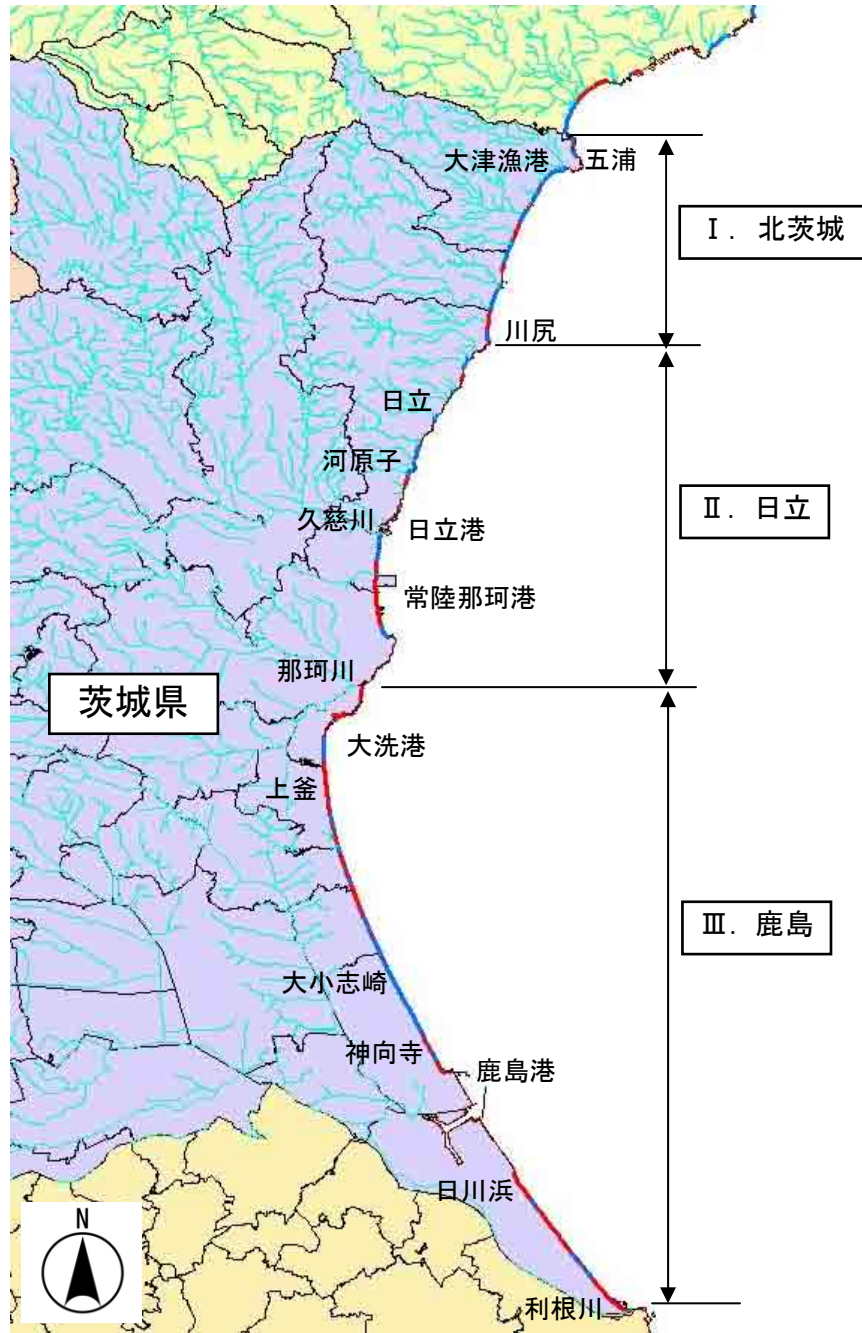 大津漁港
五浦
Ⅰ. 北茨城
川尻
日立
河原子
久慈川
日立港
Ⅱ. 日立
常陸那珂港
那珂川
茨城県
大洗港
上釜
Ⅲ. 鹿島
大小志崎
神向寺
鹿島港
日川浜
N
利根川